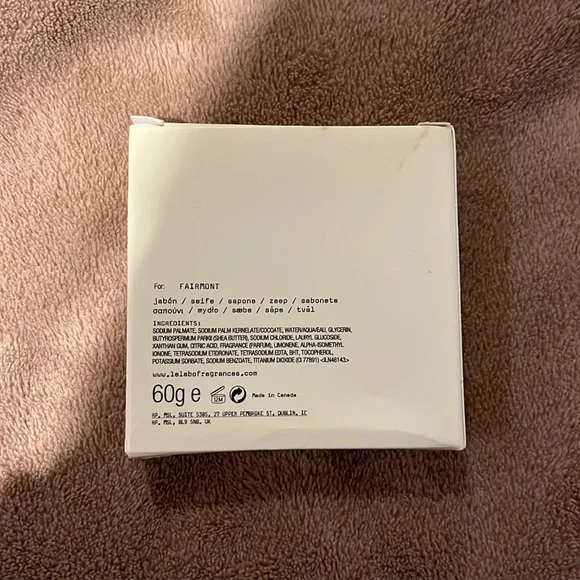 For: FAIRMONT
jabón / seife / sapone / zeep / sabonete
σαπούνι / mydło / sæbe / såpe / tvål
INGREDIENTS:
SODIUM PALMATE, SODIUM PALM KERNELATE/COCOATE, WATER/AQUA/EAU, GLYCERIN,
BUTYROSPERMUM PARKII (SHEA BUTTER), SODIUM CHLORIDE, LAURYL GLUCOSIDE,
XANTHAN GUM, CITRIC ACID, FRAGRANCE (PARFUM), LIMONENE, ALPHA-ISOMETHYL
IONONE, TETRASODIUM ETIDRONATE, TETRASODIUM EDTA, BHT, TOCOPHEROL,
POTASSIUM SORBATE, SODIUM BENZOATE, TITANIUM DIOXIDE (CI 77891) <ILN46143>
www.lelabofragrances.com
60g e 12M Made in Canada
RP, MSL, SUITE 5385, 27 UPPER PEMBROKE ST, DUBLIN, IE
RP, MSL, BL9 5NB, UK